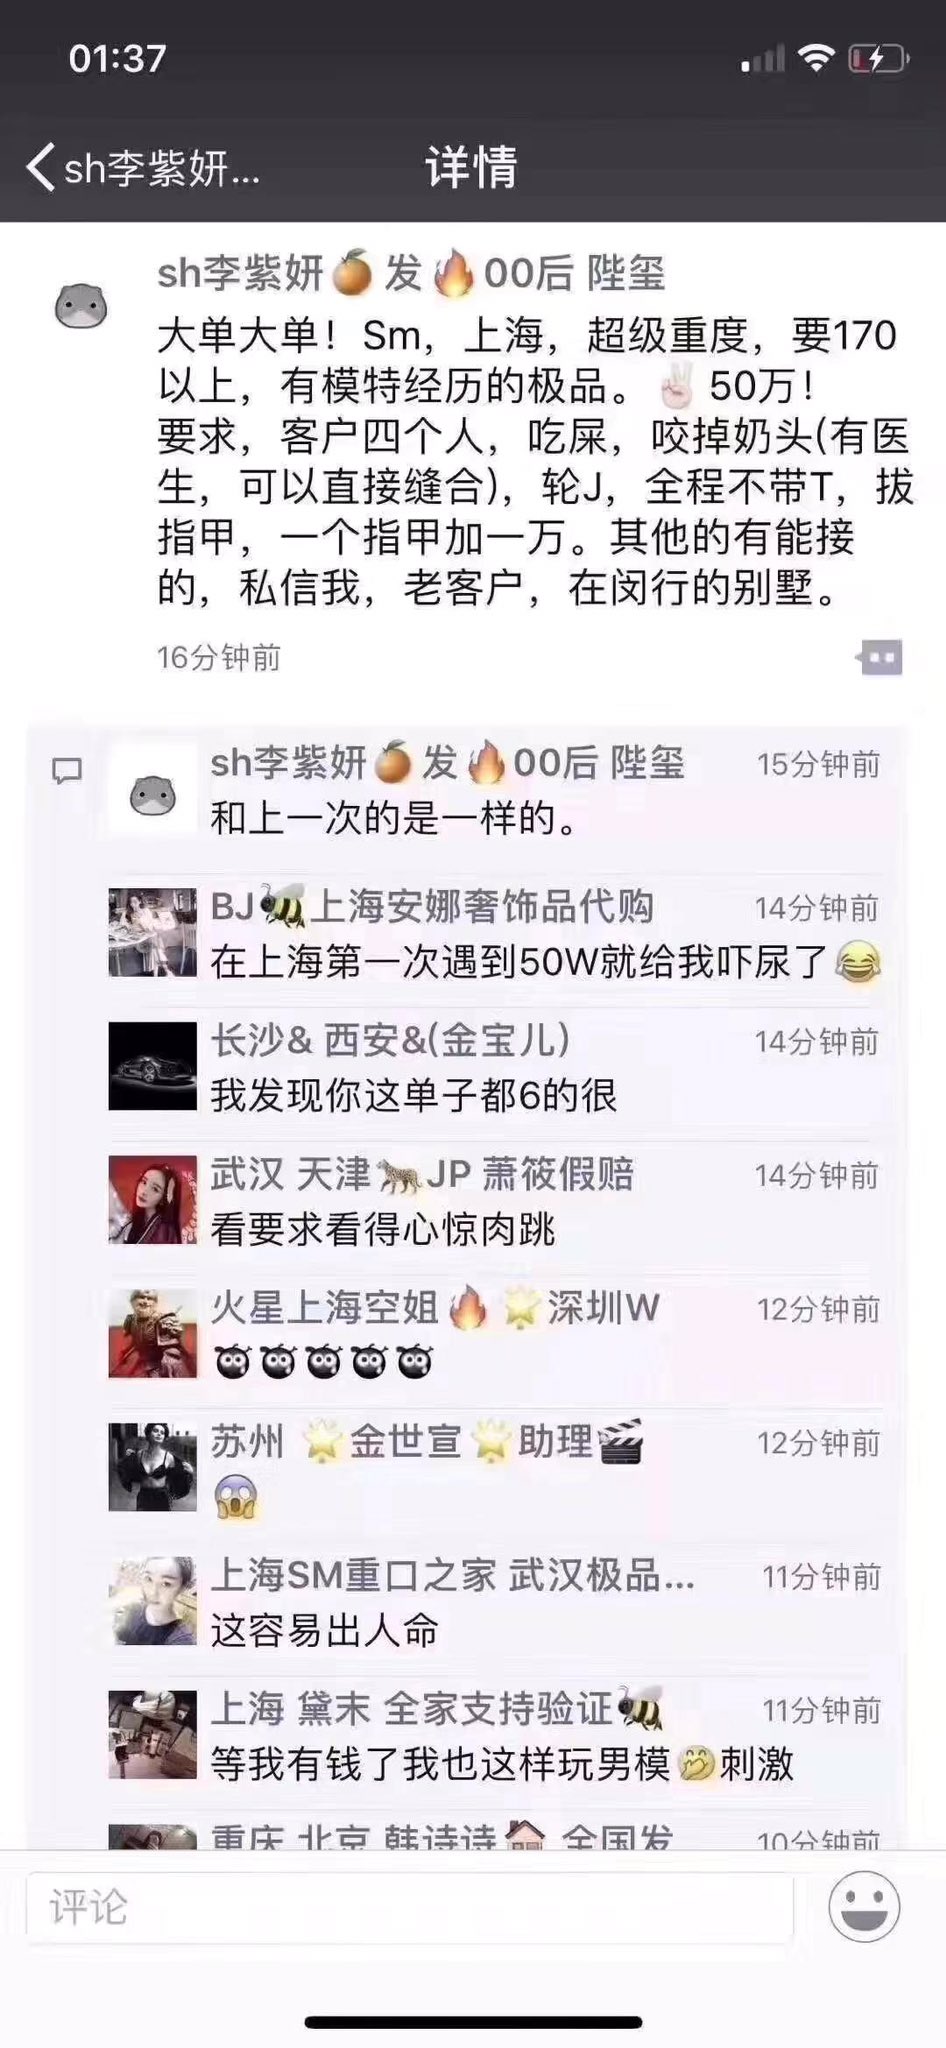 01:37
sh李紫妍... 详情
sh李紫妍🍊发🔥00后 陛玺
大单大单！Sm，上海，超级重度，要170
以上，有模特经历的极品。✌🏻50万！
要求，客户四个人，吃屎，咬掉奶头(有医
生，可以直接缝合)，轮J，全程不带T，拔
指甲，一个指甲加一万。其他的有能接
的，私信我，老客户，在闵行的别墅。
16分钟前
sh李紫妍🍊发🔥00后 陛玺 15分钟前
和上一次的是一样的。
BJ🐝上海安娜奢饰品代购 14分钟前
在上海第一次遇到50W就给我吓尿了😂
长沙& 西安&(金宝儿) 14分钟前
我发现你这单子都6的很
武汉 天津🐆JP 萧筱假赔 14分钟前
看要求看得心惊肉跳
火星上海空姐🔥🌟深圳W 12分钟前
苏州 🌟金世宣🌟助理🎬 12分钟前
😱
上海SM重口之家 武汉极品... 11分钟前
这容易出人命
上海 黛末 全家支持验证🐝 11分钟前
等我有钱了我也这样玩男模🤭刺激
重庆 北京 韩诗诗🏠 全国发 10分钟前
评论